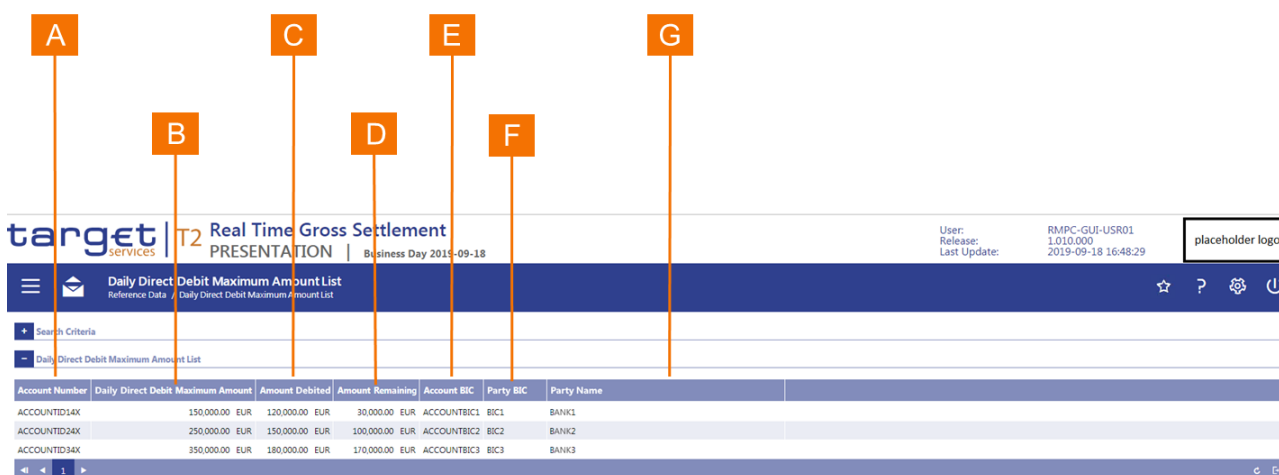 A C E G
B D F
target services T2 Real Time Gross Settlement
PRESENTATION | Business Day 2019-09-18
User: RMPC-GUI-USR01
Release: 1.010.000
Last Update: 2019-09-18 16:48:29
placeholder logo
Daily Direct Debit Maximum Amount List
Reference Data / Daily Direct Debit Maximum Amount List
?
+ Search Criteria
− Daily Direct Debit Maximum Amount List
Account Number Daily Direct Debit Maximum Amount Amount Debited Amount Remaining Account BIC Party BIC Party Name
ACCOUNTID14X 150,000.00 EUR 120,000.00 EUR 30,000.00 EUR ACCOUNTBIC1 BIC1 BANK1
ACCOUNTID24X 250,000.00 EUR 150,000.00 EUR 100,000.00 EUR ACCOUNTBIC2 BIC2 BANK2
ACCOUNTID34X 350,000.00 EUR 180,000.00 EUR 170,000.00 EUR ACCOUNTBIC3 BIC3 BANK3
1